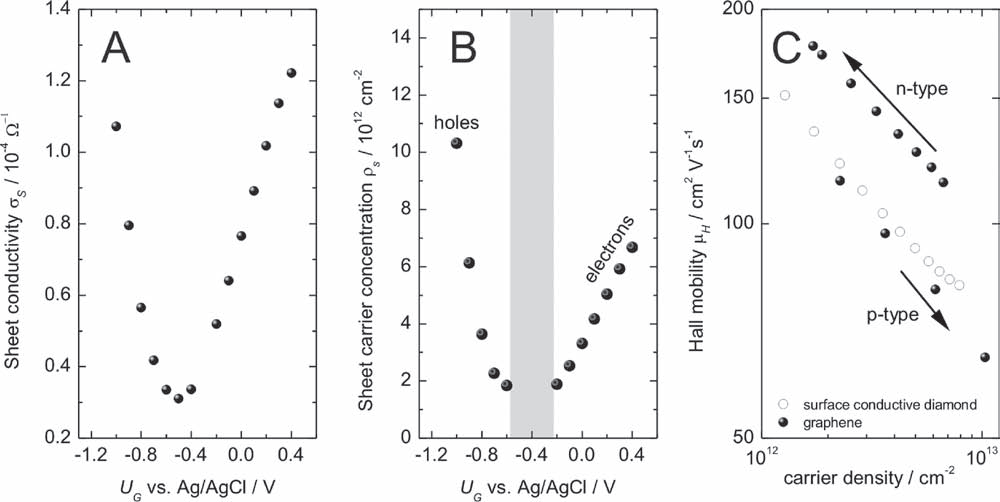 A
Sheet conductivity σS / 10-4 Ω-1
1.4
1.2
1.0
0.8
0.6
0.4
0.2
-1.2 -0.8 -0.4 0.0 0.4
UG vs. Ag/AgCl / V
B
Sheet carrier concentration ρs / 10¹² cm-2
14
12
10
8
6
4
2
0
holes
electrons
-1.2 -0.8 -0.4 0.0 0.4
UG vs. Ag/AgCl / V
C
Hall mobility μH / cm² V-1s-1
200
150
100
50
n-type
p-type
surface conductive diamond
graphene
10¹² 10¹³
carrier density / cm-2